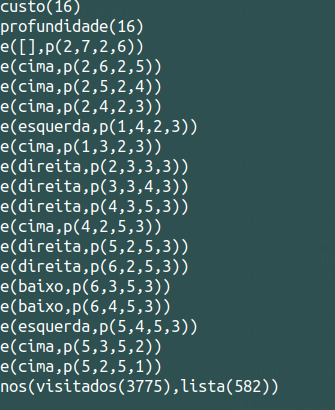 custo(16)
profundidade(16)
e([],p(2,7,2,6))
e(cima,p(2,6,2,5))
e(cima,p(2,5,2,4))
e(cima,p(2,4,2,3))
e(esquerda,p(1,4,2,3))
e(cima,p(1,3,2,3))
e(direita,p(2,3,3,3))
e(direita,p(3,3,4,3))
e(direita,p(4,3,5,3))
e(cima,p(4,2,5,3))
e(direita,p(5,2,5,3))
e(direita,p(6,2,5,3))
e(baixo,p(6,3,5,3))
e(baixo,p(6,4,5,3))
e(esquerda,p(5,4,5,3))
e(cima,p(5,3,5,2))
e(cima,p(5,2,5,1))
nos(visitados(3775),lista(582))